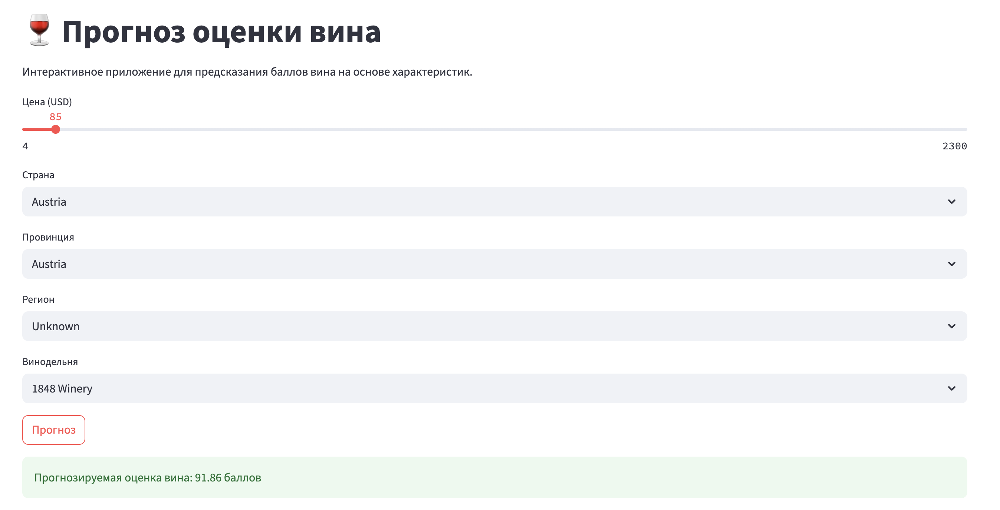 Прогноз оценки вина
Интерактивное приложение для предсказания баллов вина на основе характеристик.
Цена (USD)
85
4 2300
Страна
Austria
Провинция
Austria
Регион
Unknown
Винодельня
1848 Winery
Прогноз
Прогнозируемая оценка вина: 91.86 баллов